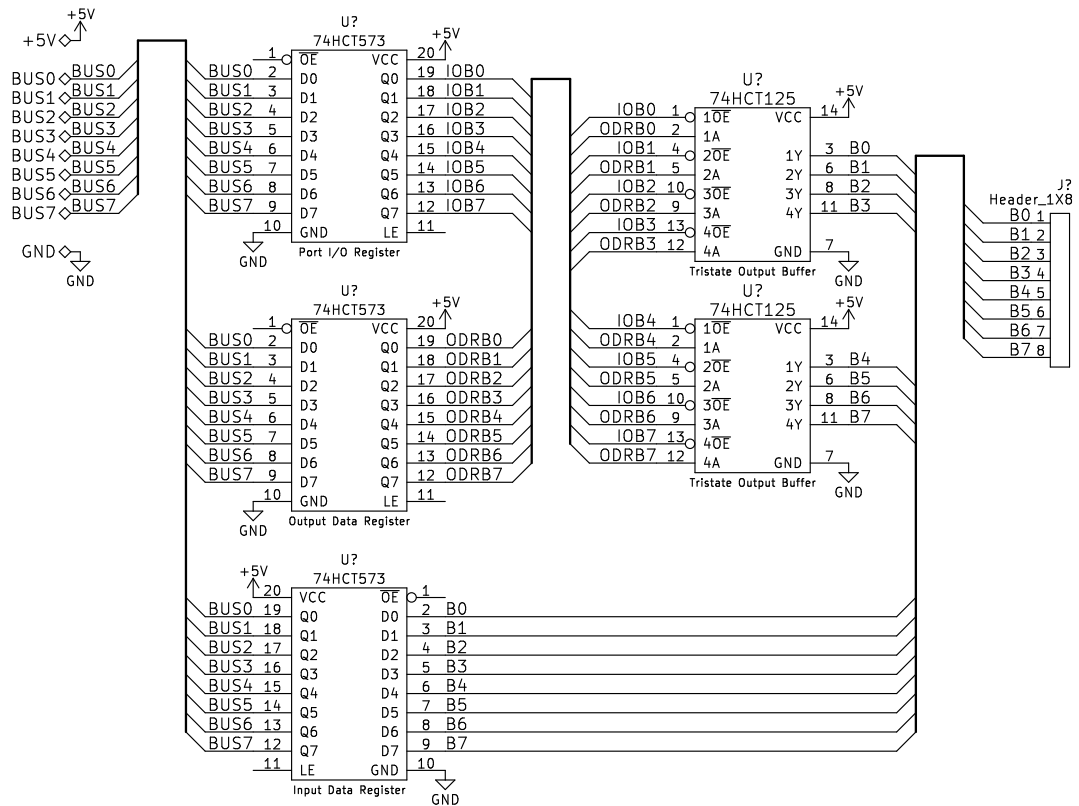 +5V
+5V
BUS0 BUS0
BUS1 BUS1
BUS2 BUS2
BUS3 BUS3
BUS4 BUS4
BUS5 BUS5
BUS6 BUS6
BUS7 BUS7
GND
GND
U?
74HCT573
+5V
1 OE VCC 20
BUS0 2 D0 Q0 19 IOB0
BUS1 3 D1 Q1 18 IOB1
BUS2 4 D2 Q2 17 IOB2
BUS3 5 D3 Q3 16 IOB3
BUS4 6 D4 Q4 15 IOB4
BUS5 7 D5 Q5 14 IOB5
BUS6 8 D6 Q6 13 IOB6
BUS7 9 D7 Q7 12 IOB7
10 GND LE 11
GND
Port I/O Register
U?
74HCT573
+5V
1 OE VCC 20
BUS0 2 D0 Q0 19 ODRB0
BUS1 3 D1 Q1 18 ODRB1
BUS2 4 D2 Q2 17 ODRB2
BUS3 5 D3 Q3 16 ODRB3
BUS4 6 D4 Q4 15 ODRB4
BUS5 7 D5 Q5 14 ODRB5
BUS6 8 D6 Q6 13 ODRB6
BUS7 9 D7 Q7 12 ODRB7
10 GND LE 11
GND
Output Data Register
U?
74HCT573
+5V
20 VCC OE 1
BUS0 19 Q0 D0 2 B0
BUS1 18 Q1 D1 3 B1
BUS2 17 Q2 D2 4 B2
BUS3 16 Q3 D3 5 B3
BUS4 15 Q4 D4 6 B4
BUS5 14 Q5 D5 7 B5
BUS6 13 Q6 D6 8 B6
BUS7 12 Q7 D7 9 B7
11 LE GND 10
GND
Input Data Register
U?
74HCT125
+5V
IOB0 1 1OE VCC 14
ODRB0 2 1A
IOB1 4 2OE 1Y 3 B0
ODRB1 5 2A 2Y 6 B1
IOB2 10 3OE 3Y 8 B2
ODRB2 9 3A 4Y 11 B3
IOB3 13 4OE
ODRB3 12 4A GND 7
GND
Tristate Output Buffer
U?
74HCT125
+5V
IOB4 1 1OE VCC 14
ODRB4 2 1A
IOB5 4 2OE 1Y 3 B4
ODRB5 5 2A 2Y 6 B5
IOB6 10 3OE 3Y 8 B6
ODRB6 9 3A 4Y 11 B7
IOB7 13 4OE
ODRB7 12 4A GND 7
GND
Tristate Output Buffer
J?
Header_1X8
B0 1
B1 2
B2 3
B3 4
B4 5
B5 6
B6 7
B7 8